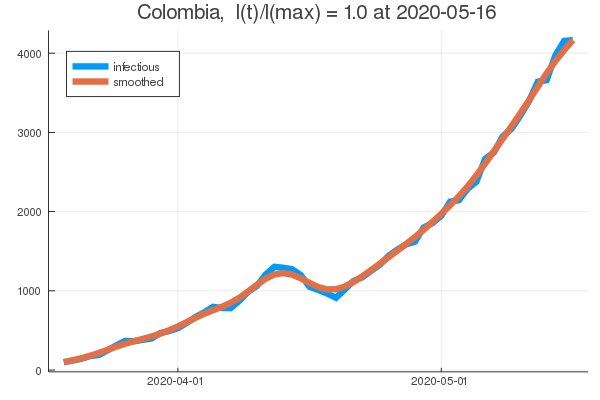 Colombia,  I(t)/I(max) = 1.0 at 2020-05-16
infectious
smoothed
4000
3000
2000
1000
0
2020-04-01
2020-05-01